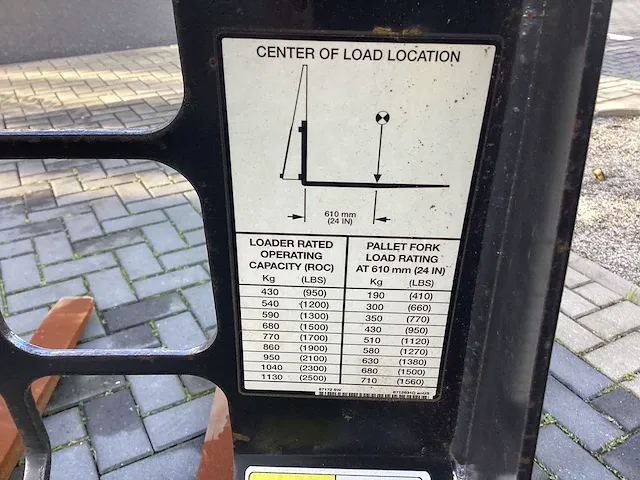 CENTER OF LOAD LOCATION
610 mm
(24 IN)
LOADER RATED
OPERATING
CAPACITY (ROC)
Kg (LBS)
PALLET FORK
LOAD RATING
AT 610 mm (24 IN)
Kg (LBS)
430 (950) 190 (410)
540 (1200) 300 (660)
590 (1300) 350 (770)
680 (1500) 430 (950)
770 (1700) 510 (1120)
860 (1900) 580 (1270)
950 (2100) 630 (1380)
1040 (2300) 680 (1500)
1130 (2500) 710 (1560)